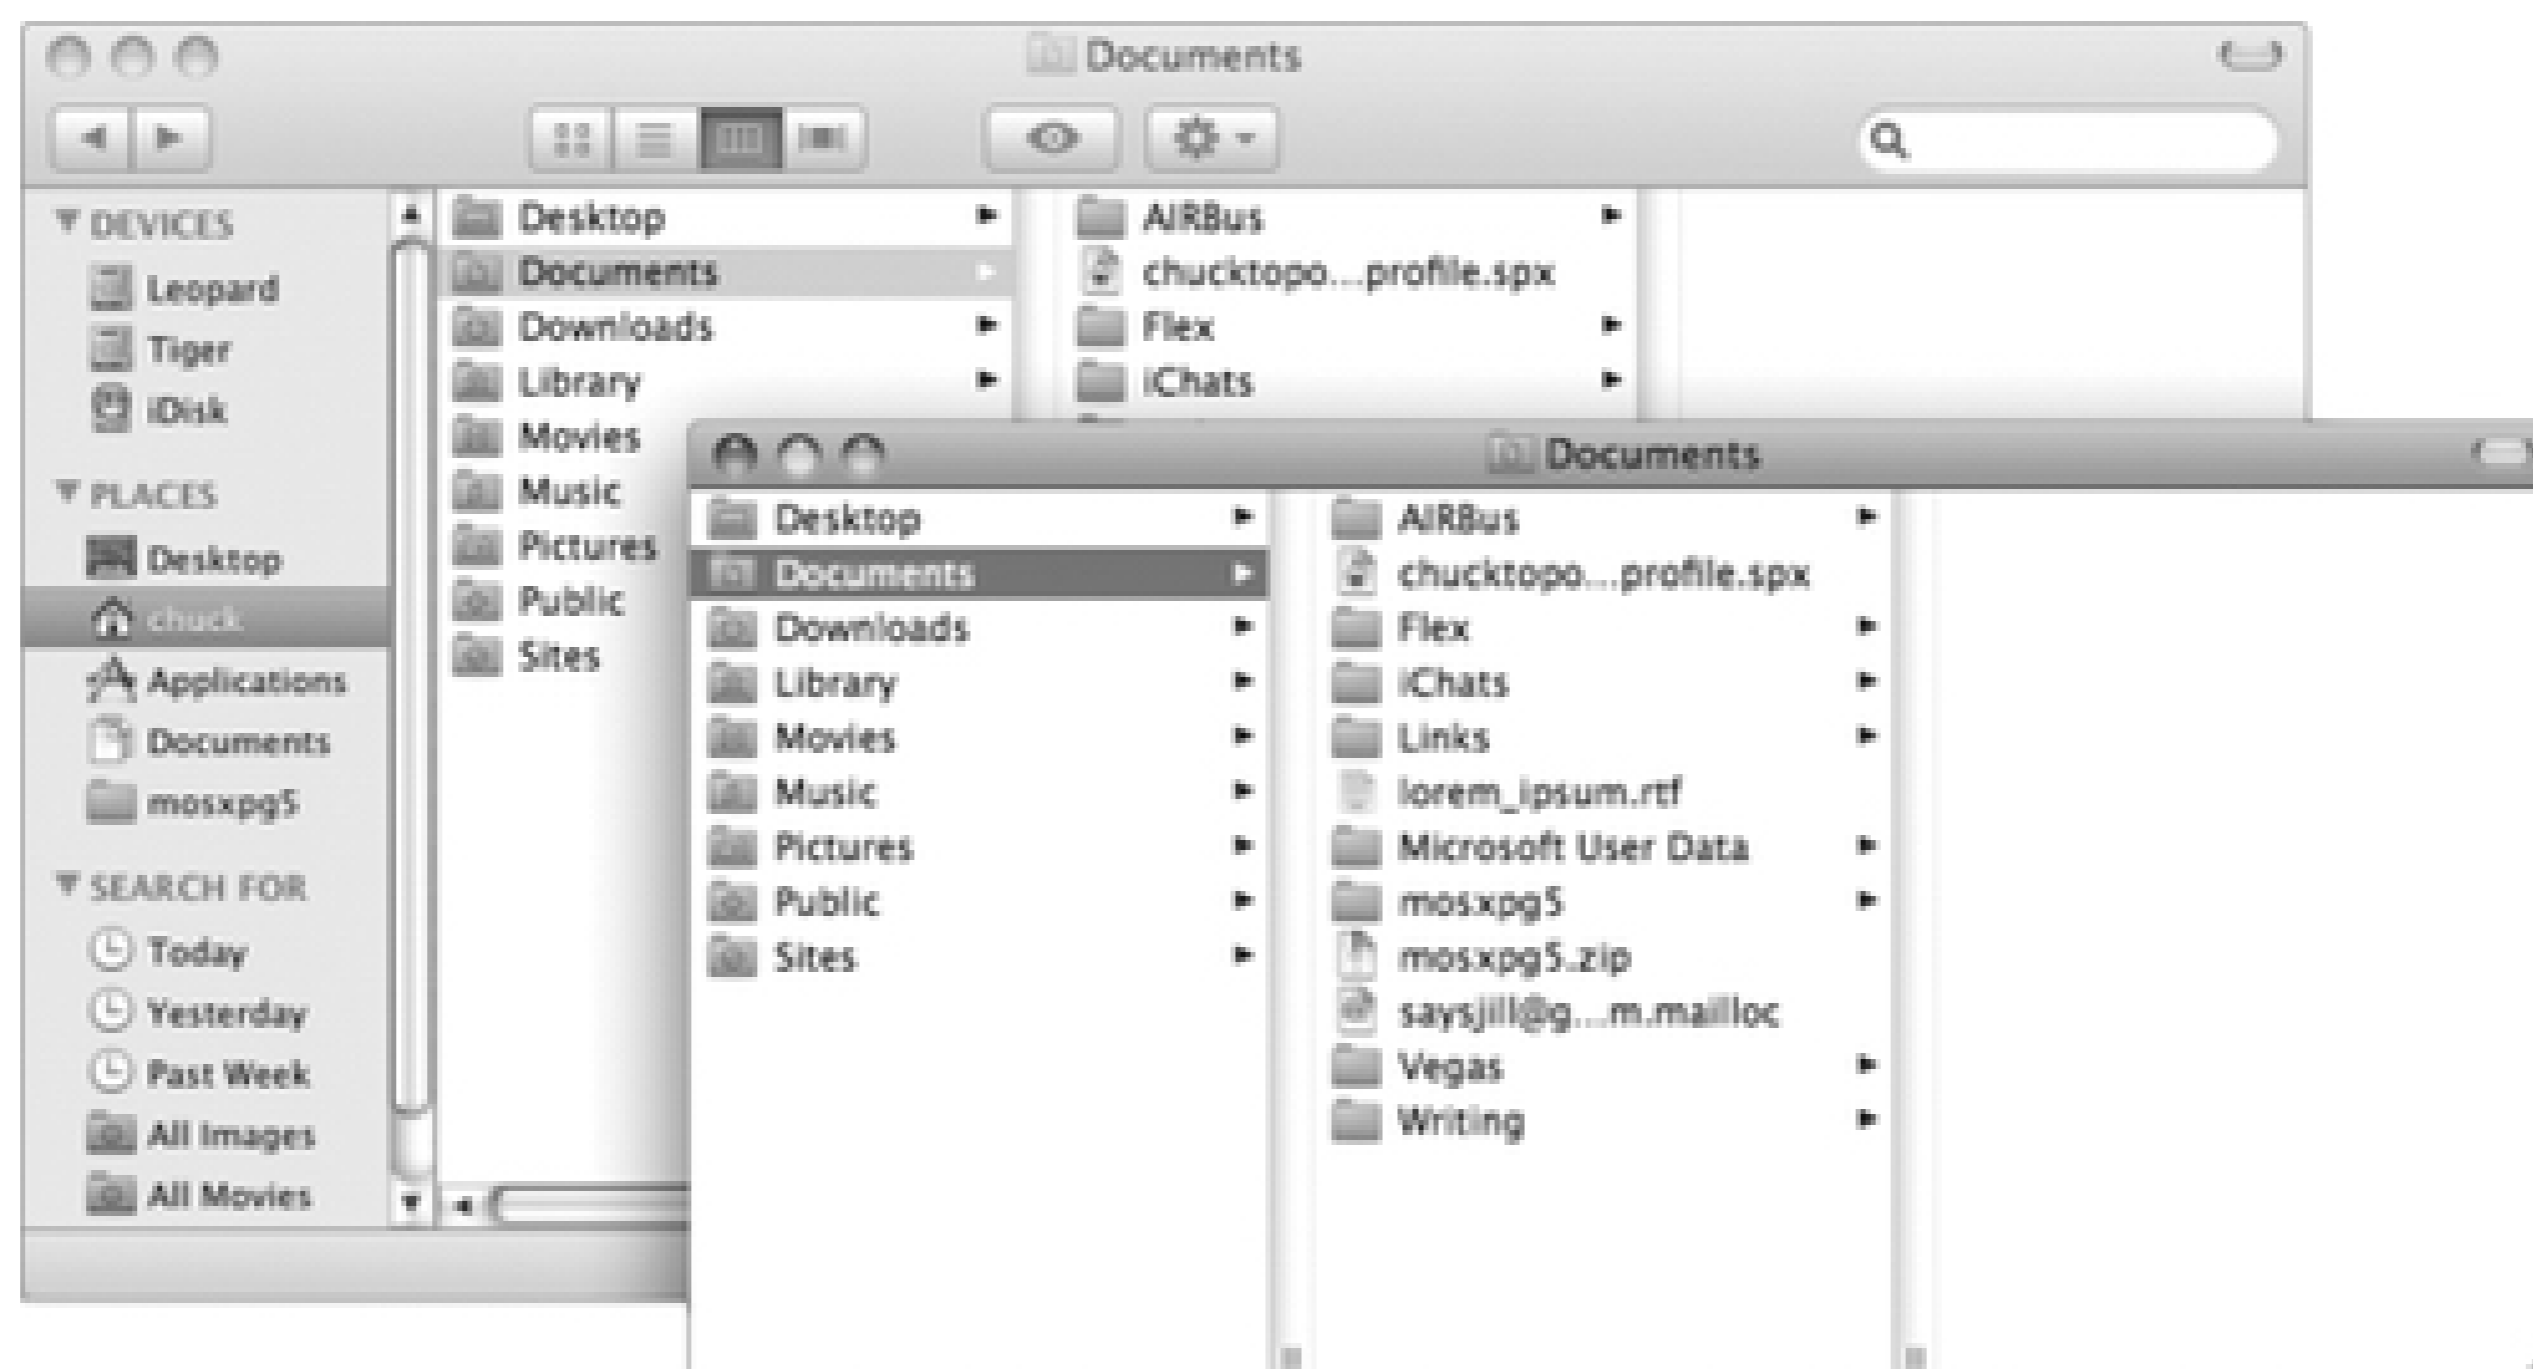 Documents
DEVICES
Leopard
Tiger
iDisk
PLACES
Desktop
chuck
Applications
Documents
mosxpg5
SEARCH FOR
Today
Yesterday
Past Week
All Images
All Movies
Desktop
Documents
Downloads
Library
Movies
Music
Pictures
Public
Sites
AIRBus
chucktopo...profile.spx
Flex
iChats
Documents
Desktop
Documents
Downloads
Library
Movies
Music
Pictures
Public
Sites
AIRBus
chucktopo...profile.spx
Flex
iChats
Links
lorem_ipsum.rtf
Microsoft User Data
mosxpg5
mosxpg5.zip
saysjill@g...m.mailloc
Vegas
Writing